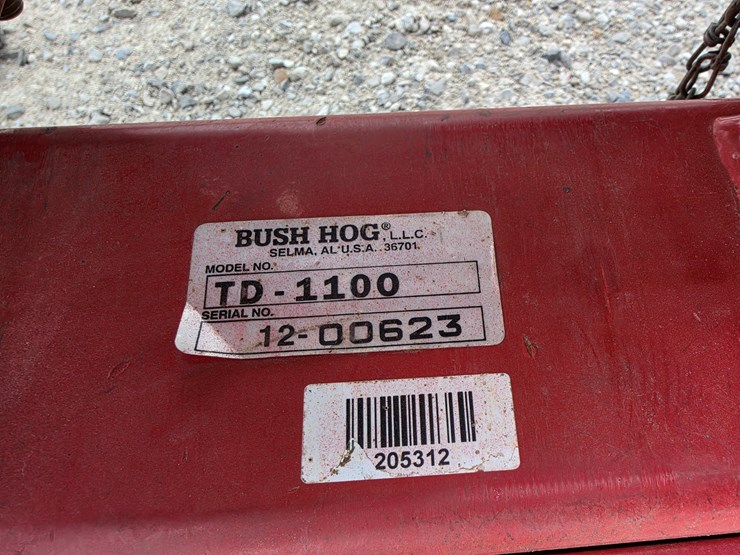 BUSH HOG®, L.L.C.
SELMA, AL U.S.A. 36701
MODEL NO.
TD-1100
SERIAL NO.
12-00623
205312